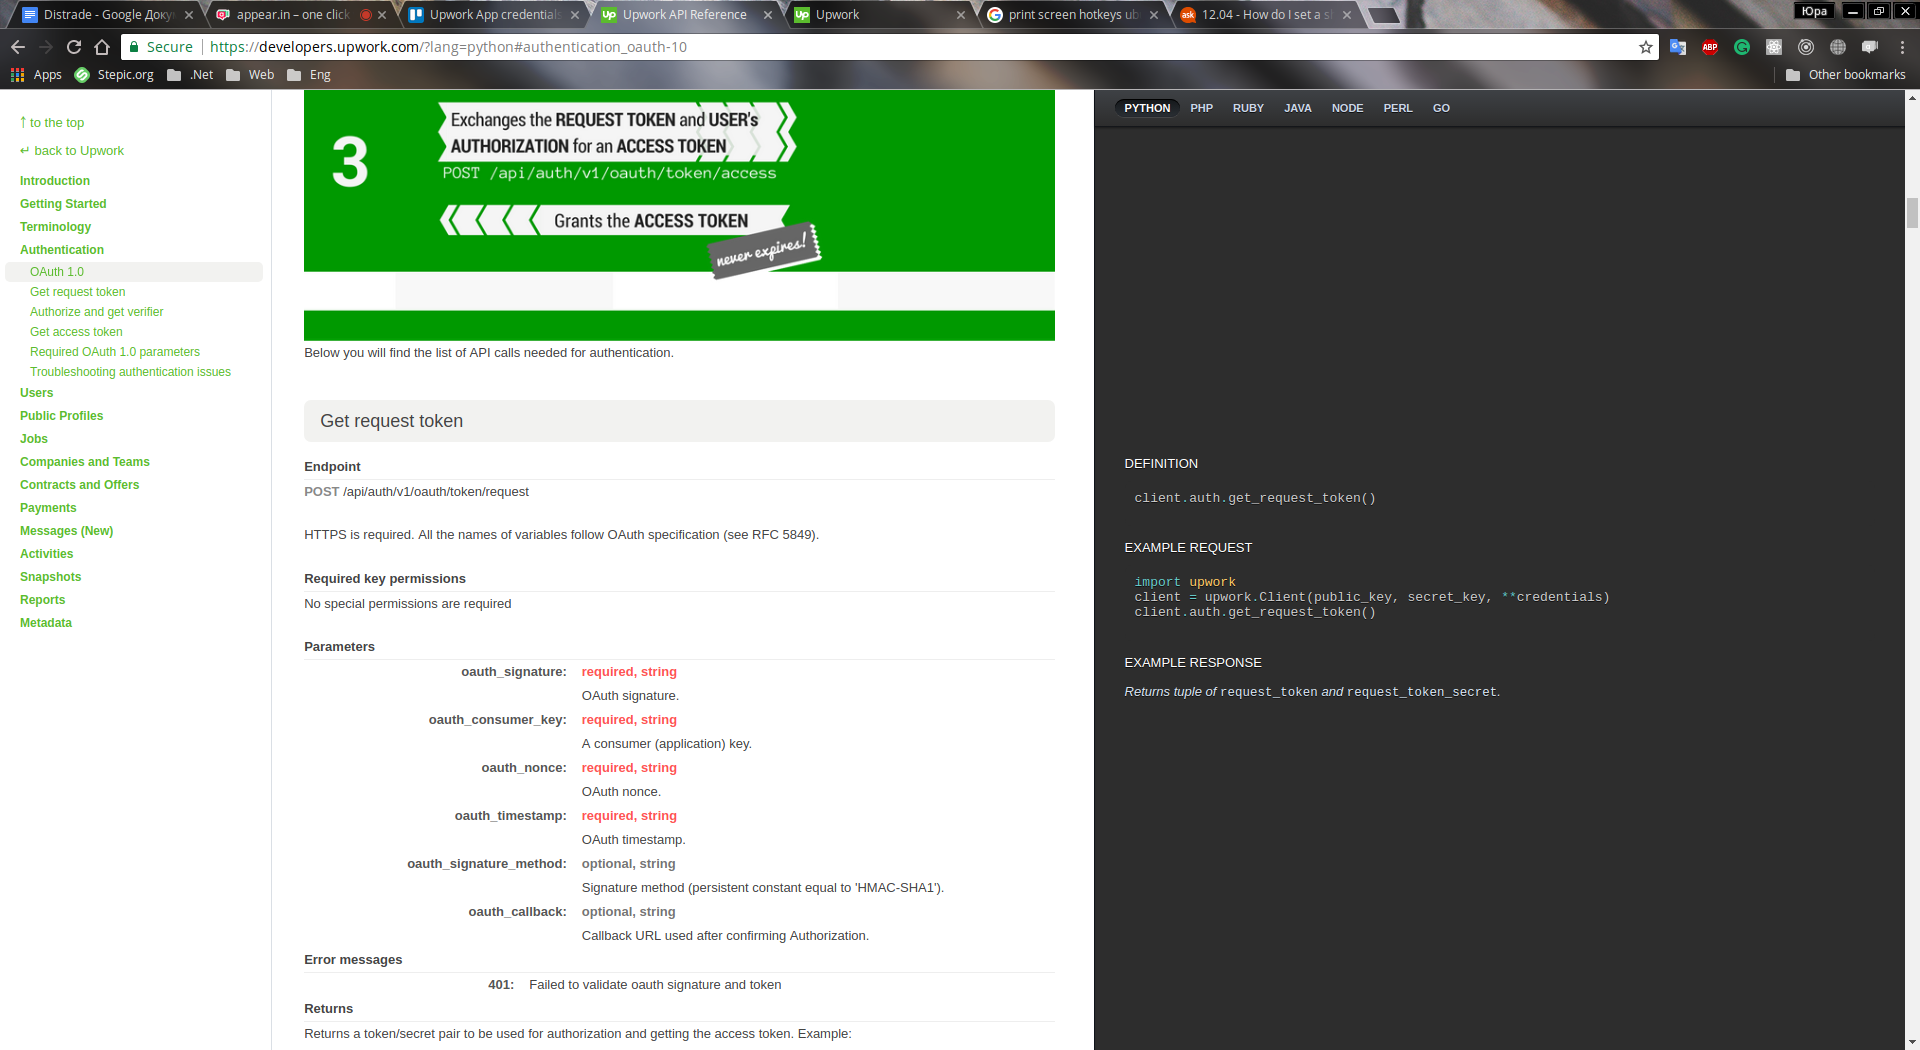 Distrade - Google Доку
appear.in – one click
Upwork App credentials
Upwork API Reference
Upwork
print screen hotkeys ub
12.04 - How do I set a s
Юра
Secure https://developers.upwork.com/?lang=python#authentication_oauth-10
Apps Stepic.org .Net Web Eng Other bookmarks
↑ to the top
↵ back to Upwork
Introduction
Getting Started
Terminology
Authentication
OAuth 1.0
Get request token
Authorize and get verifier
Get access token
Required OAuth 1.0 parameters
Troubleshooting authentication issues
Users
Public Profiles
Jobs
Companies and Teams
Contracts and Offers
Payments
Messages (New)
Activities
Snapshots
Reports
Metadata
3
Exchanges the REQUEST TOKEN and USER's
AUTHORIZATION for an ACCESS TOKEN
POST /api/auth/v1/oauth/token/access
Grants the ACCESS TOKEN
never expires!
Below you will find the list of API calls needed for authentication.
Get request token
Endpoint
POST /api/auth/v1/oauth/token/request
HTTPS is required. All the names of variables follow OAuth specification (see RFC 5849).
Required key permissions
No special permissions are required
Parameters
oauth_signature: required, string
OAuth signature.
oauth_consumer_key: required, string
A consumer (application) key.
oauth_nonce: required, string
OAuth nonce.
oauth_timestamp: required, string
OAuth timestamp.
oauth_signature_method: optional, string
Signature method (persistent constant equal to 'HMAC-SHA1').
oauth_callback: optional, string
Callback URL used after confirming Authorization.
Error messages
401: Failed to validate oauth signature and token
Returns
Returns a token/secret pair to be used for authorization and getting the access token. Example:
PYTHON PHP RUBY JAVA NODE PERL GO
DEFINITION
client.auth.get_request_token()
EXAMPLE REQUEST
import upwork
client = upwork.Client(public_key, secret_key, **credentials)
client.auth.get_request_token()
EXAMPLE RESPONSE
Returns tuple of request_token and request_token_secret.